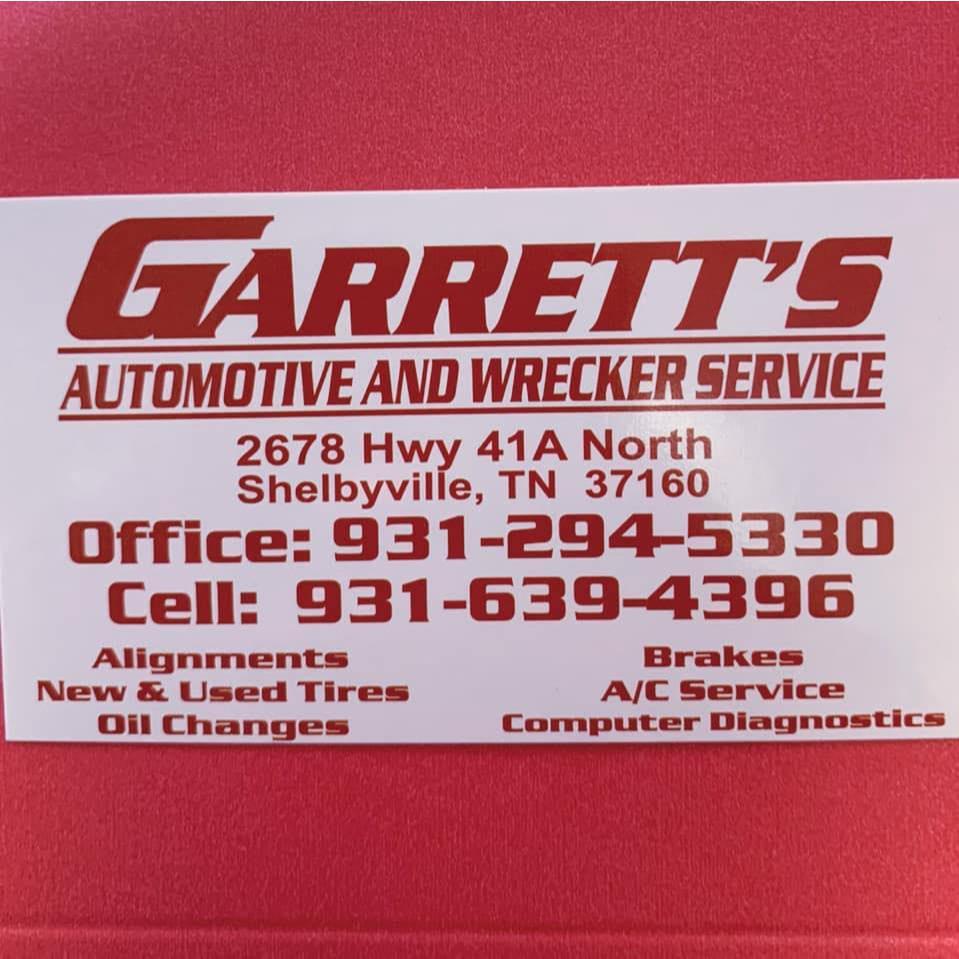 GARRETT'S
AUTOMOTIVE AND WRECKER SERVICE
2678 Hwy 41A North
Shelbyville, TN 37160
Office: 931-294-5330
Cell: 931-639-4396
Alignments
New & Used Tires
Oil Changes
Brakes
A/C Service
Computer Diagnostics